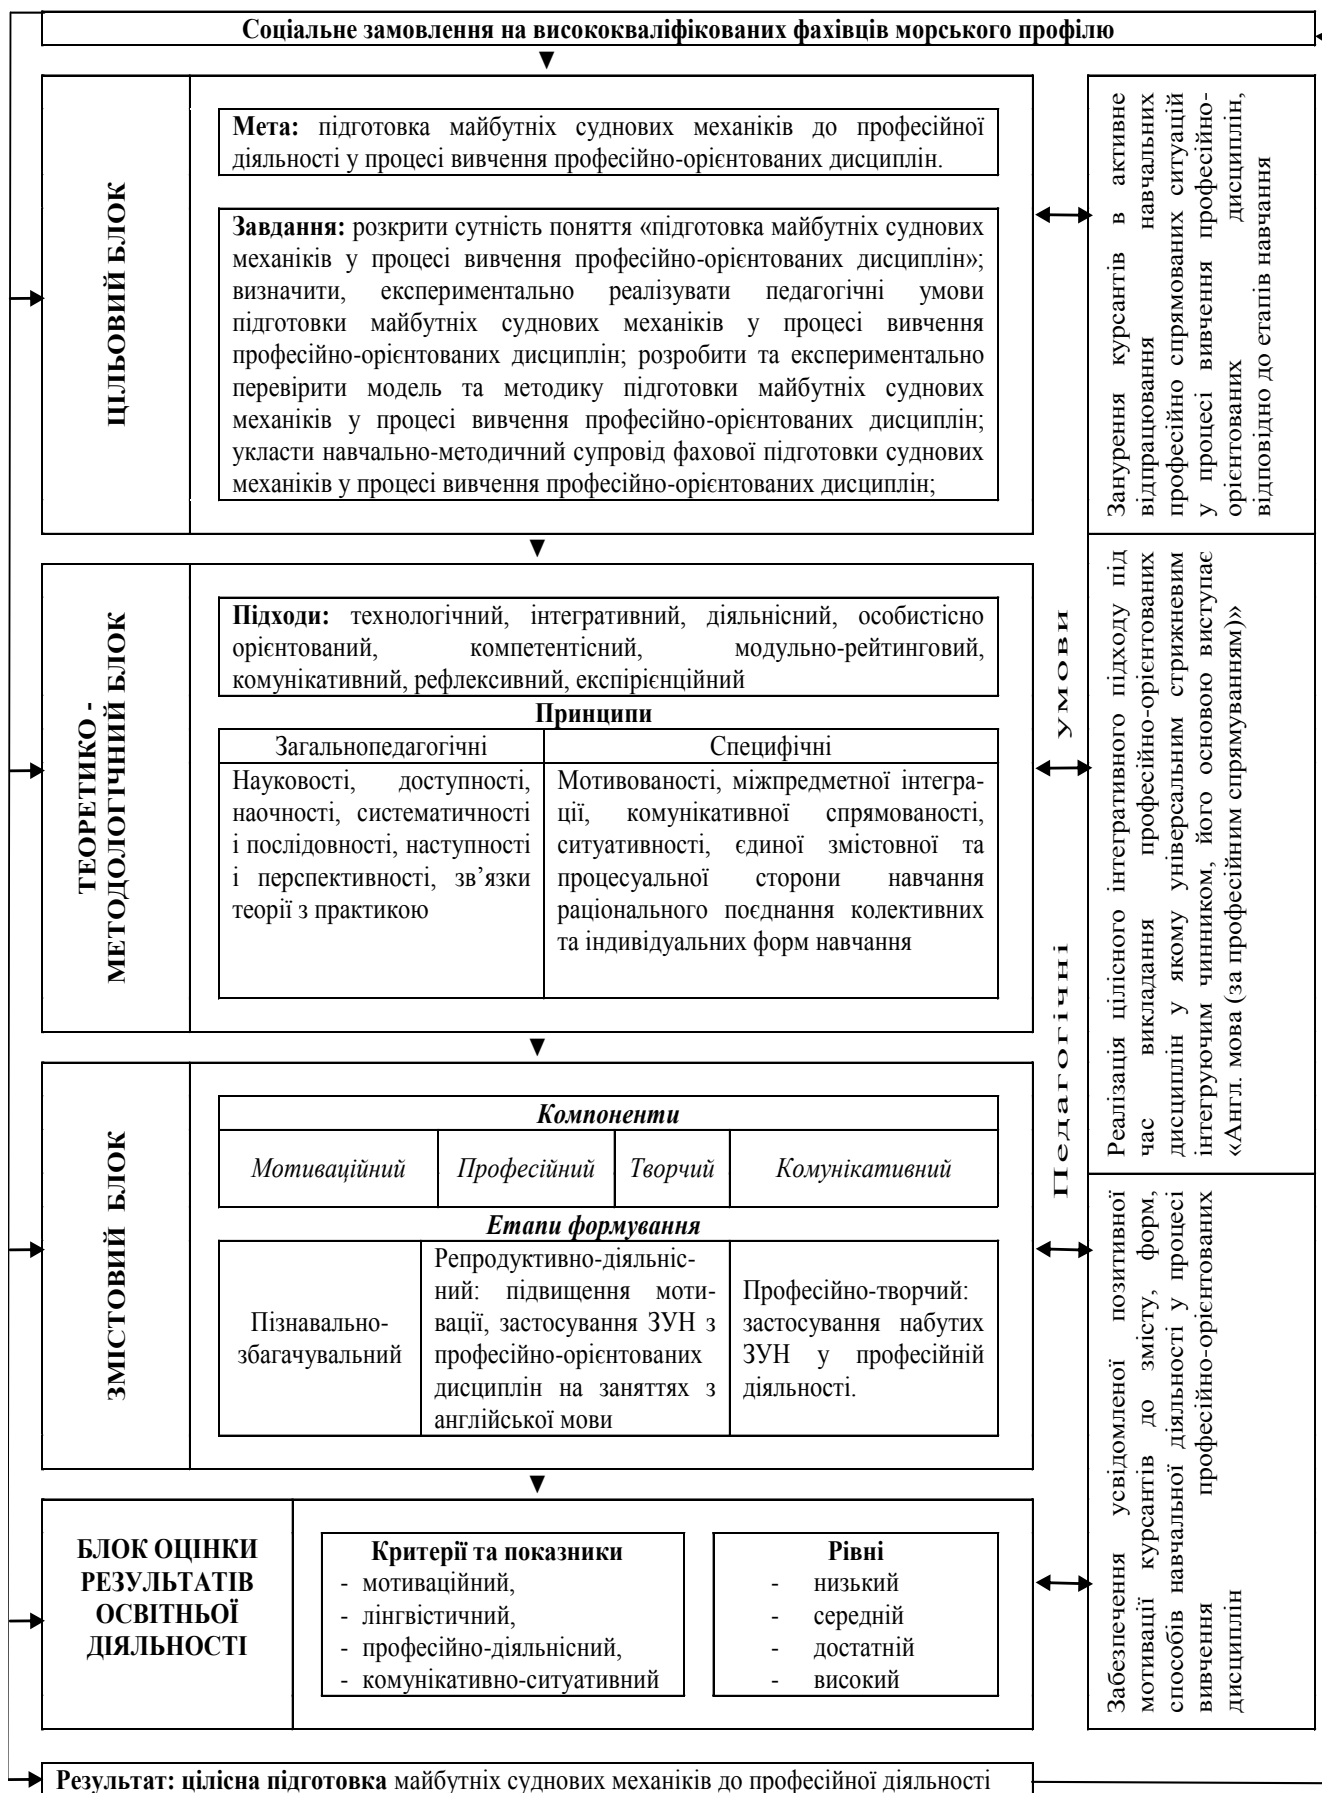 Соціальне замовлення на висококваліфікованих фахівців морського профілю
ЦІЛЬОВИЙ БЛОК
Мета: підготовка майбутніх суднових механіків до професійної
діяльності у процесі вивчення професійно-орієнтованих дисциплін.
Завдання: розкрити сутність поняття «підготовка майбутніх суднових
механіків у процесі вивчення професійно-орієнтованих дисциплін»;
визначити, експериментально реалізувати педагогічні умови
підготовки майбутніх суднових механіків у процесі вивчення
професійно-орієнтованих дисциплін; розробити та експериментально
перевірити модель та методику підготовки майбутніх суднових
механіків у процесі вивчення професійно-орієнтованих дисциплін;
укласти навчально-методичний супровід фахової підготовки суднових
механіків у процесі вивчення професійно-орієнтованих дисциплін;
ТЕОРЕТИКО -
МЕТОДОЛОГІЧНИЙ БЛОК
Підходи: технологічний, інтегративний, діяльнісний, особистісно
орієнтований, компетентісний, модульно-рейтинговий,
комунікативний, рефлексивний, експірієнційний
Принципи
Загальнопедагогічні
Науковості, доступності,
наочності, систематичності
і послідовності, наступності
і перспективності, зв’язки
теорії з практикою
Специфічні
Мотивованості, міжпредметної інтегра-
ції, комунікативної спрямованості,
ситуативності, єдиної змістовної та
процесуальної сторони навчання
раціонального поєднання колективних
та індивідуальних форм навчання
ЗМІСТОВИЙ БЛОК
Компоненти
Мотиваційний Професійний Творчий Комунікативний
Етапи формування
Пізнавально-
збагачувальний
Репродуктивно-діяльніс-
ний: підвищення моти-
вації, застосування ЗУН з
професійно-орієнтованих
дисциплін на заняттях з
англійської мови
Професійно-творчий:
застосування набутих
ЗУН у професійній
діяльності.
БЛОК ОЦІНКИ
РЕЗУЛЬТАТІВ
ОСВІТНЬОЇ
ДІЯЛЬНОСТІ
Критерії та показники
- мотиваційний,
- лінгвістичний,
- професійно-діяльнісний,
- комунікативно-ситуативний
Рівні
- низький
- середній
- достатній
- високий
Педагогічні умови
Занурення курсантів в активне
відпрацювання навчальних
професійно спрямованих ситуацій
у процесі вивчення професійно-
орієнтованих дисциплін,
відповідно до етапів навчання
Реалізація цілісного інтегративного підходу під
час викладання професійно-орієнтованих
дисциплін у якому універсальним стрижневим
інтегруючим чинником, його основою виступає
«Англ. мова (за професійним спрямуванням)»
Забезпечення усвідомленої позитивної
мотивації курсантів до змісту, форм,
способів навчальної діяльності у процесі
вивчення професійно-орієнтованих
дисциплін
Результат: цілісна підготовка майбутніх суднових механіків до професійної діяльності